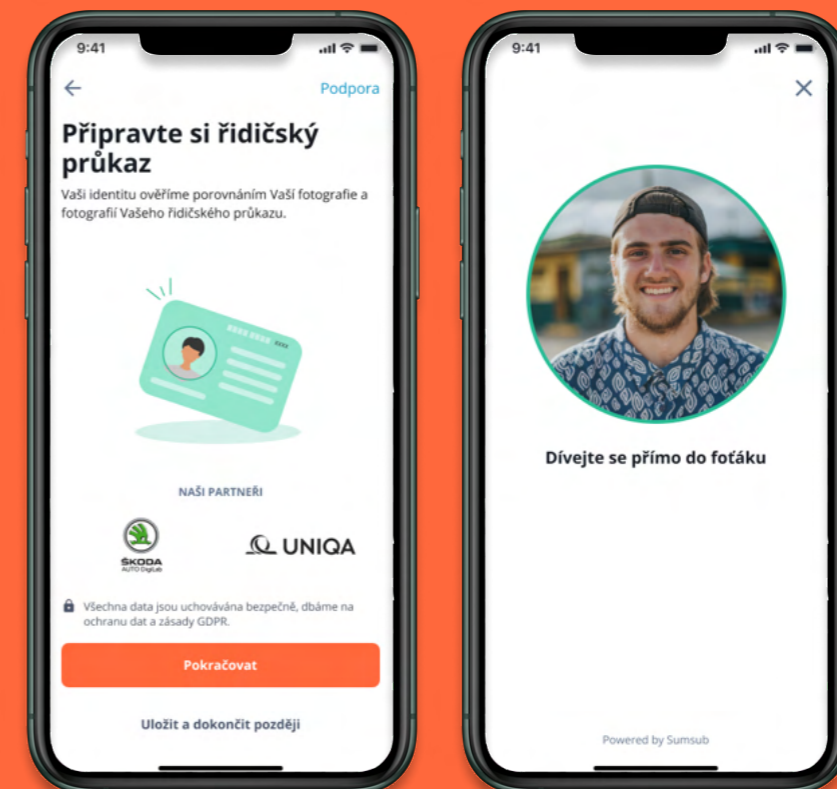 9:41
Podpora
Připravte si řidičský
průkaz
Vaši identitu ověříme porovnáním Vaší fotografie a
fotografií Vašeho řidičského průkazu.
NAŠI PARTNEŘI
ŠKODA
AUTO DigiLab
UNIQA
Všechna data jsou uchovávána bezpečně, dbáme na
ochranu dat a zásady GDPR.
Pokračovat
Uložit a dokončit později
9:41
Dívejte se přímo do foťáku
Powered by Sumsub